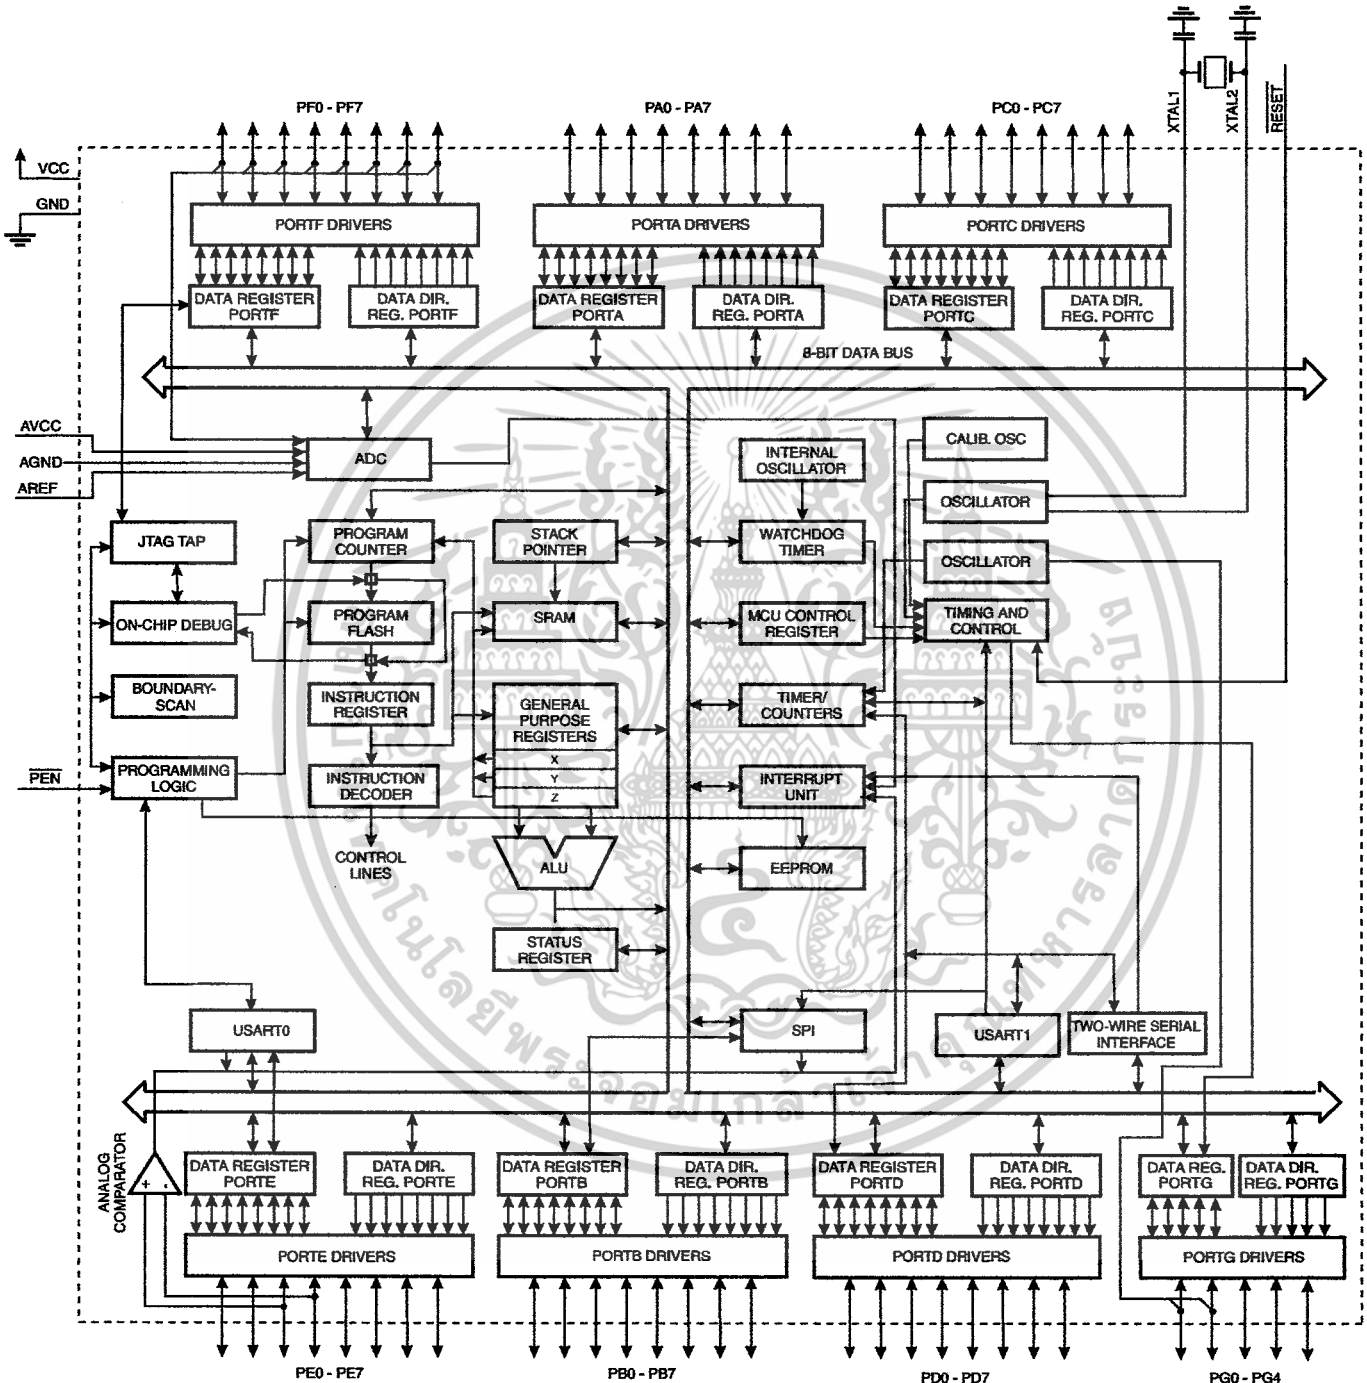 XTAL1
XTAL2
RESET
PF0 - PF7
PA0 - PA7
PC0 - PC7
VCC
GND
PORTF DRIVERS
PORTA DRIVERS
PORTC DRIVERS
DATA REGISTER
PORTF
DATA DIR.
REG. PORTF
DATA REGISTER
PORTA
DATA DIR.
REG. PORTA
DATA REGISTER
PORTC
DATA DIR.
REG. PORTC
8-BIT DATA BUS
AVCC
AGND
AREF
ADC
INTERNAL
OSCILLATOR
CALIB. OSC
OSCILLATOR
JTAG TAP
PROGRAM
COUNTER
STACK
POINTER
WATCHDOG
TIMER
OSCILLATOR
ON-CHIP DEBUG
PROGRAM
FLASH
SRAM
MCU CONTROL
REGISTER
TIMING AND
CONTROL
BOUNDARY-
SCAN
INSTRUCTION
REGISTER
GENERAL
PURPOSE
REGISTERS
X
Y
Z
TIMER/
COUNTERS
PEN
PROGRAMMING
LOGIC
INSTRUCTION
DECODER
INTERRUPT
UNIT
CONTROL
LINES
ALU
EEPROM
STATUS
REGISTER
USART0
SPI
USART1
TWO-WIRE SERIAL
INTERFACE
ANALOG
COMPARATOR
+ -
DATA REGISTER
PORTE
DATA DIR.
REG. PORTE
DATA REGISTER
PORTB
DATA DIR.
REG. PORTB
DATA REGISTER
PORTD
DATA DIR.
REG. PORTD
DATA REG.
PORTG
DATA DIR.
REG. PORTG
PORTE DRIVERS
PORTB DRIVERS
PORTD DRIVERS
PORTG DRIVERS
PE0 - PE7
PB0 - PB7
PD0 - PD7
PG0 - PG4